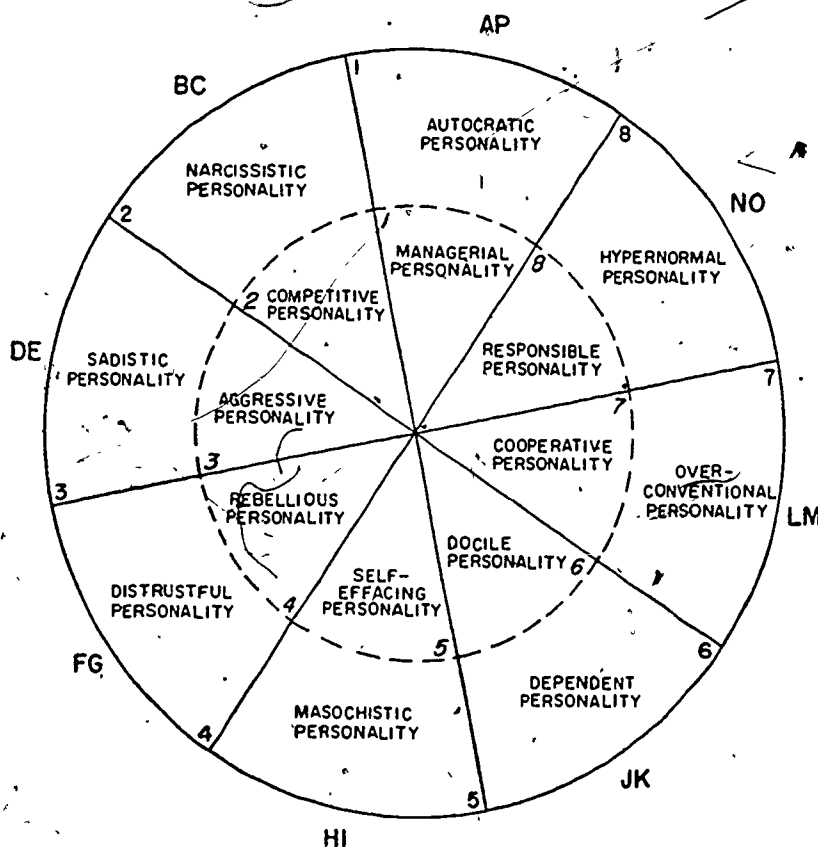 AP
BC
1
AUTOCRATIC
PERSONALITY
8
NARCISSISTIC
PERSONALITY
NO
2
1
MANAGERIAL
PERSONALITY
8
HYPERNORMAL
PERSONALITY
2
COMPETITIVE
PERSONALITY
DE
SADISTIC
PERSONALITY
RESPONSIBLE
PERSONALITY
AGGRESSIVE
PERSONALITY
7
7
3
3
COOPERATIVE
PERSONALITY
OVER-
CONVENTIONAL
PERSONALITY
LM
REBELLIOUS
PERSONALITY
DOCILE
PERSONALITY
6
SELF-
EFFACING
PERSONALITY
DISTRUSTFUL
PERSONALITY
4
5
6
FG
DEPENDENT
PERSONALITY
MASOCHISTIC
PERSONALITY
4
5
JK
HI